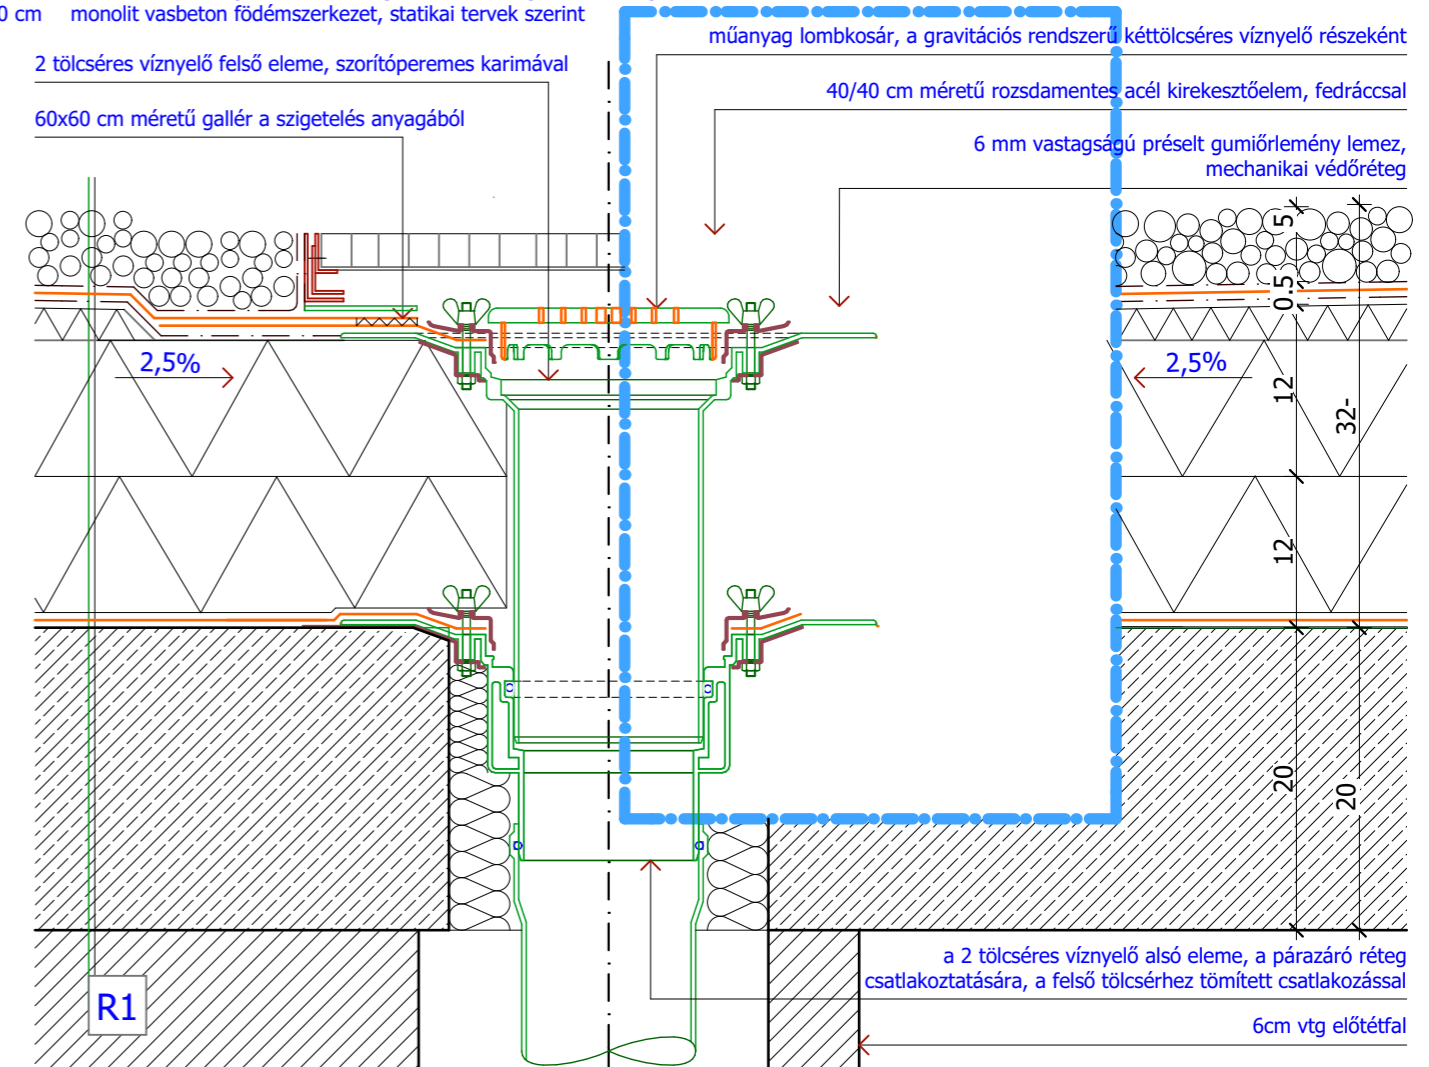 0 cm monolit vasbeton födémszerkezet, statikai tervek szerint
műanyag lombkosár, a gravitációs rendszerű kéttölcséres víznyelő részeként
2 tölcséres víznyelő felső eleme, szorítóperemes karimával
40/40 cm méretű rozsdamentes acél kirekesztőelem, fedráccsal
60x60 cm méretű gallér a szigetelés anyagából
6 mm vastagságú préselt gumiőrlemény lemez,
mechanikai védőréteg
5
0.5
2,5%
2,5%
12
32-
12
20
20
a 2 tölcséres víznyelő alsó eleme, a párazáró réteg
csatlakoztatására, a felső tölcsérhez tömített csatlakozással
R1
6cm vtg előtétfal